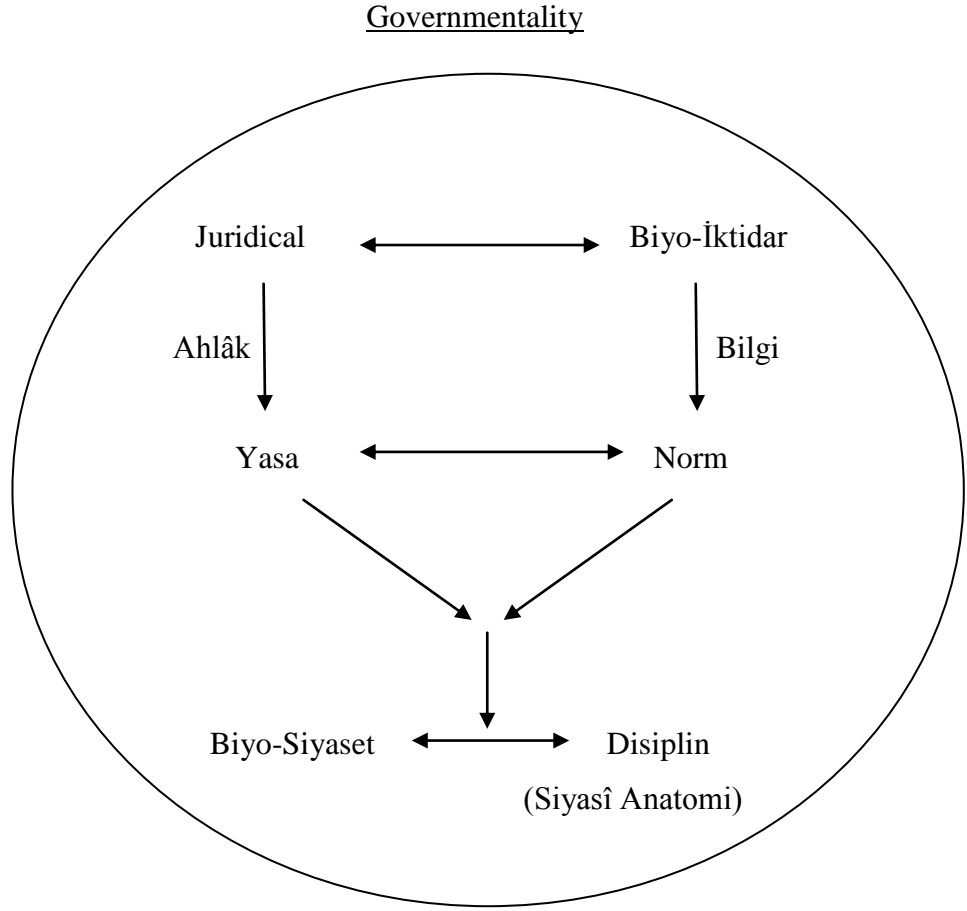 Governmentality
Juridical Biyo-İktidar
Ahlâk Bilgi
Yasa Norm
Biyo-Siyaset Disiplin
(Siyasî Anatomi)